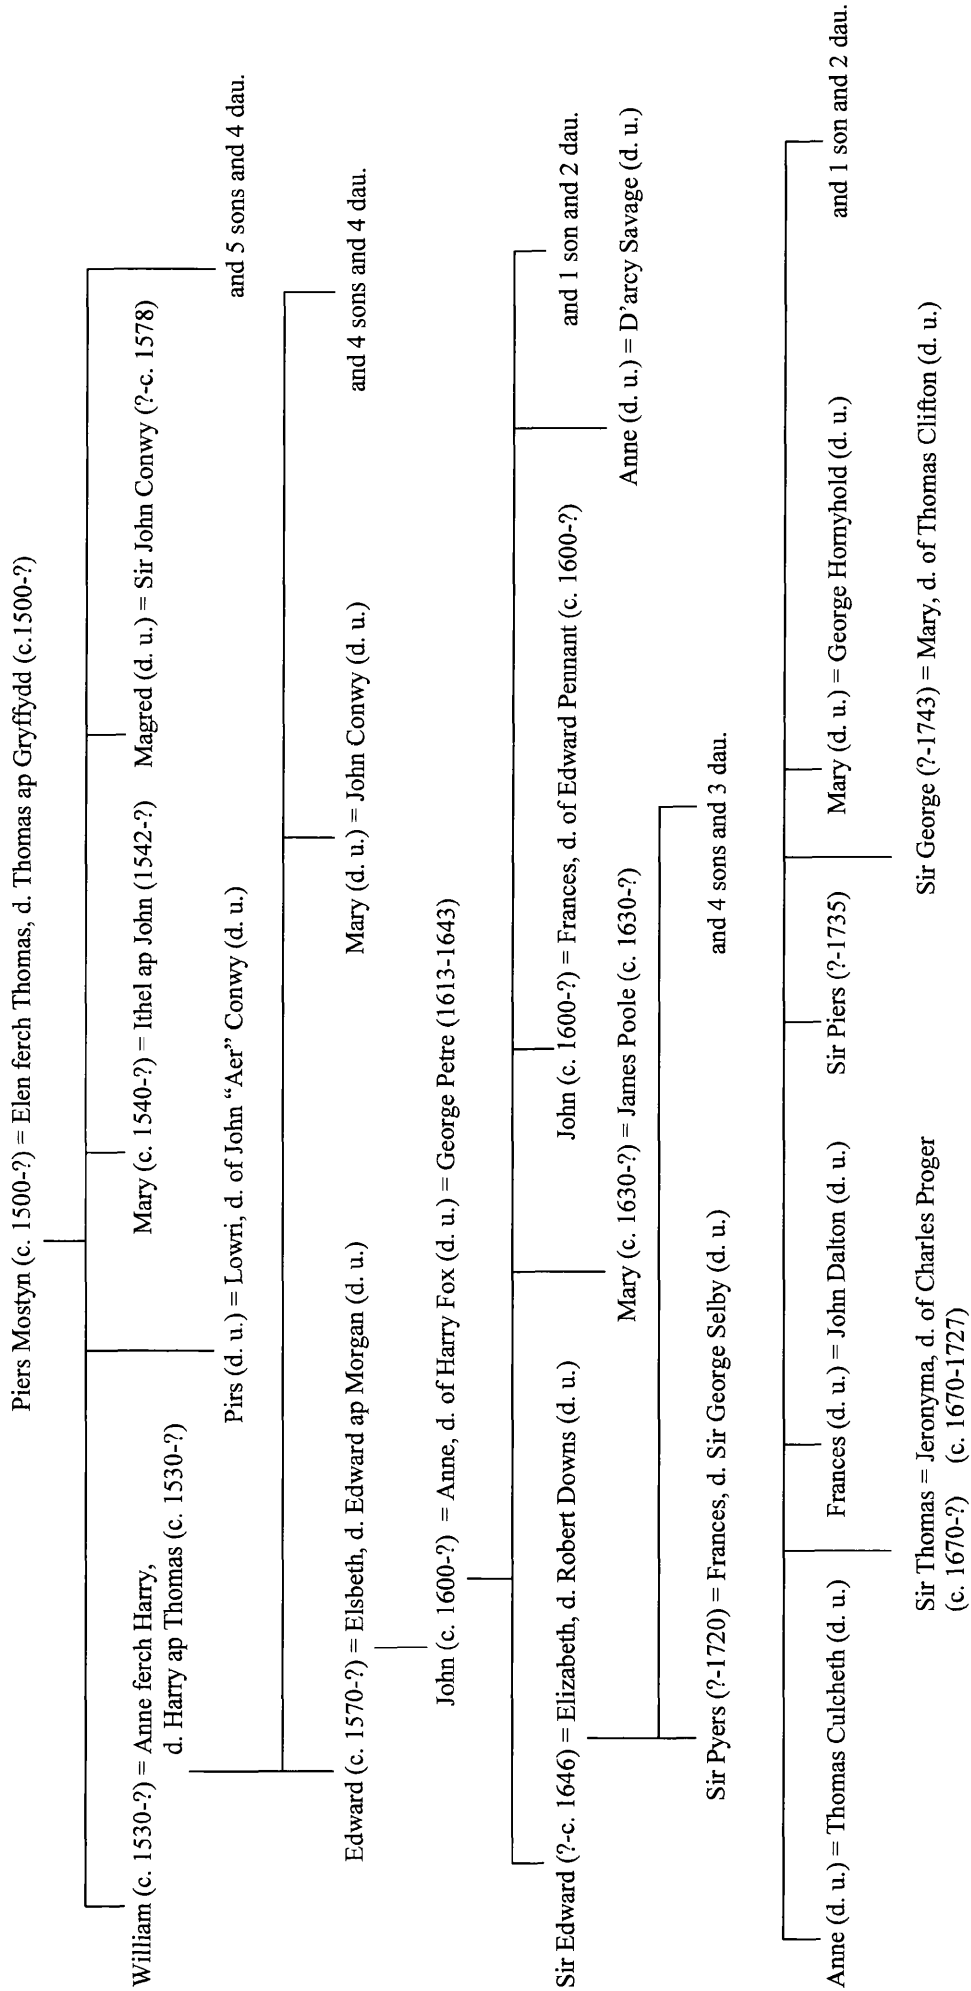 Piers Mostyn (c. 1500-?) = Elen ferch Thomas, d. Thomas ap Gryffydd (c.1500-?)
William (c. 1530-?) = Anne ferch Harry,
d. Harry ap Thomas (c. 1530-?)
Mary (c. 1540-?) = Ithel ap John (1542-?)
Magred (d. u.) = Sir John Conwy (?-c. 1578)
Pirs (d. u.) = Lowri, d. of John “Aer” Conwy (d. u.)
and 5 sons and 4 dau.
Edward (c. 1570-?) = Elsbeth, d. Edward ap Morgan (d. u.)
Mary (d. u.) = John Conwy (d. u.)
and 4 sons and 4 dau.
John (c. 1600-?) = Anne, d. of Harry Fox (d. u.) = George Petre (1613-1643)
Sir Edward (?-c. 1646) = Elizabeth, d. Robert Downs (d. u.)
John (c. 1600-?) = Frances, d. of Edward Pennant (c. 1600-?)
and 1 son and 2 dau.
Mary (c. 1630-?) = James Poole (c. 1630-?)
Anne (d. u.) = D'arcy Savage (d. u.)
Sir Pyers (?-1720) = Frances, d. Sir George Selby (d. u.)
and 4 sons and 3 dau.
Anne (d. u.) = Thomas Culcheth (d. u.)
Frances (d. u.) = John Dalton (d. u.)
Sir Piers (?-1735)
Mary (d. u.) = George Hornyhold (d. u.)
and 1 son and 2 dau.
Sir Thomas = Jeronyma, d. of Charles Proger
(c. 1670-?) (c. 1670-1727)
Sir George (?-1743) = Mary, d. of Thomas Clifton (d. u.)